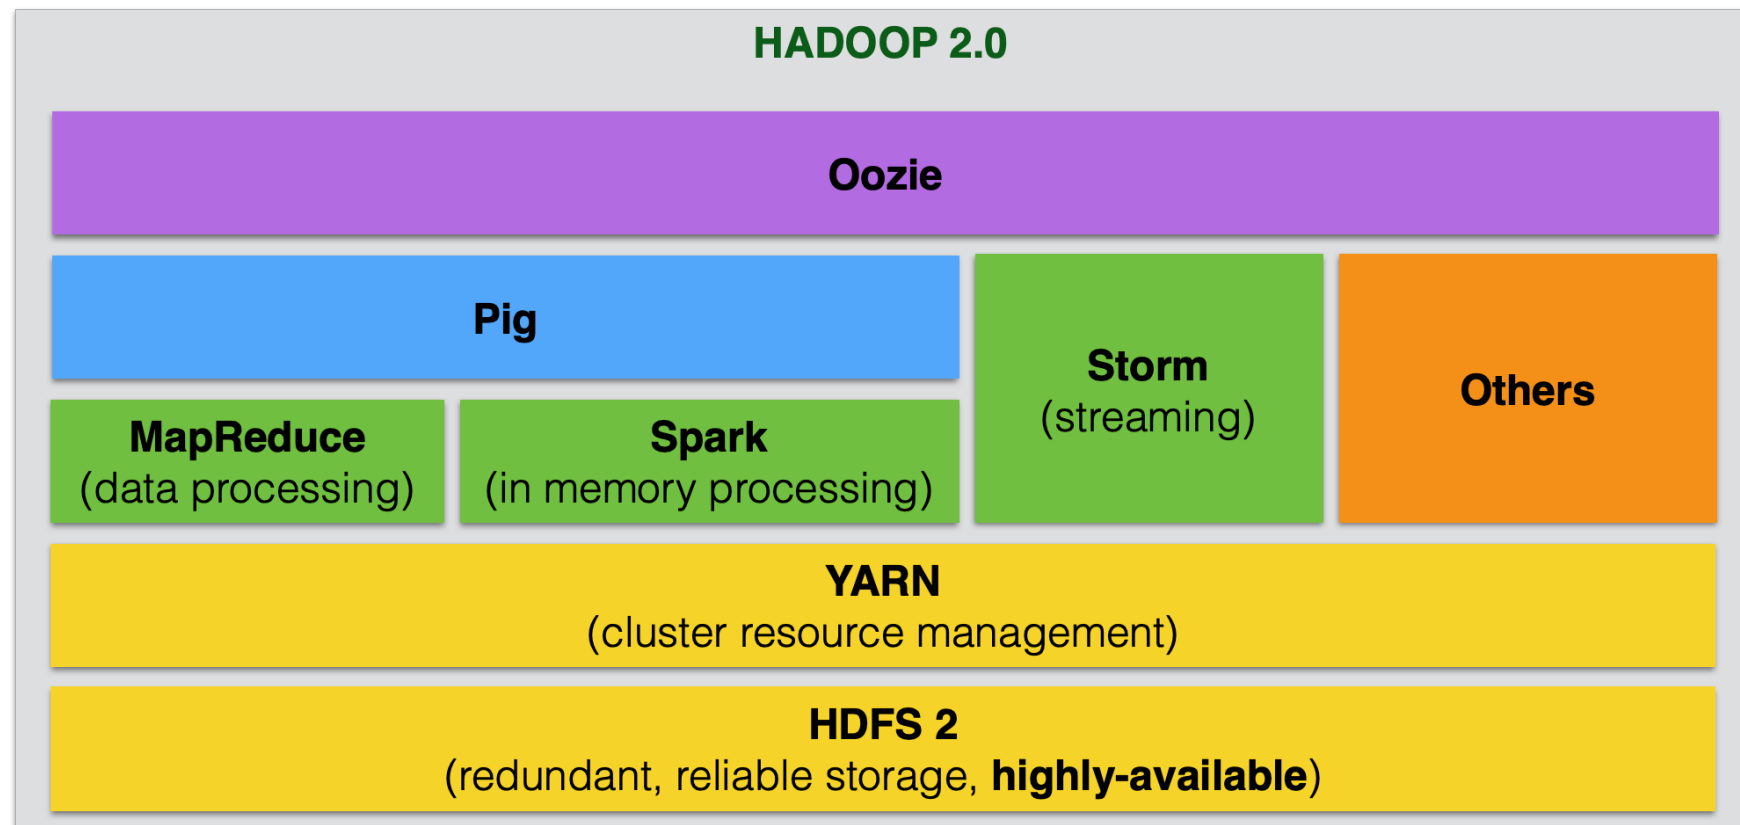 HADOOP 2.0
Oozie
Pig
Storm
(streaming)
Others
MapReduce
(data processing)
Spark
(in memory processing)
YARN
(cluster resource management)
HDFS 2
(redundant, reliable storage, highly-available)